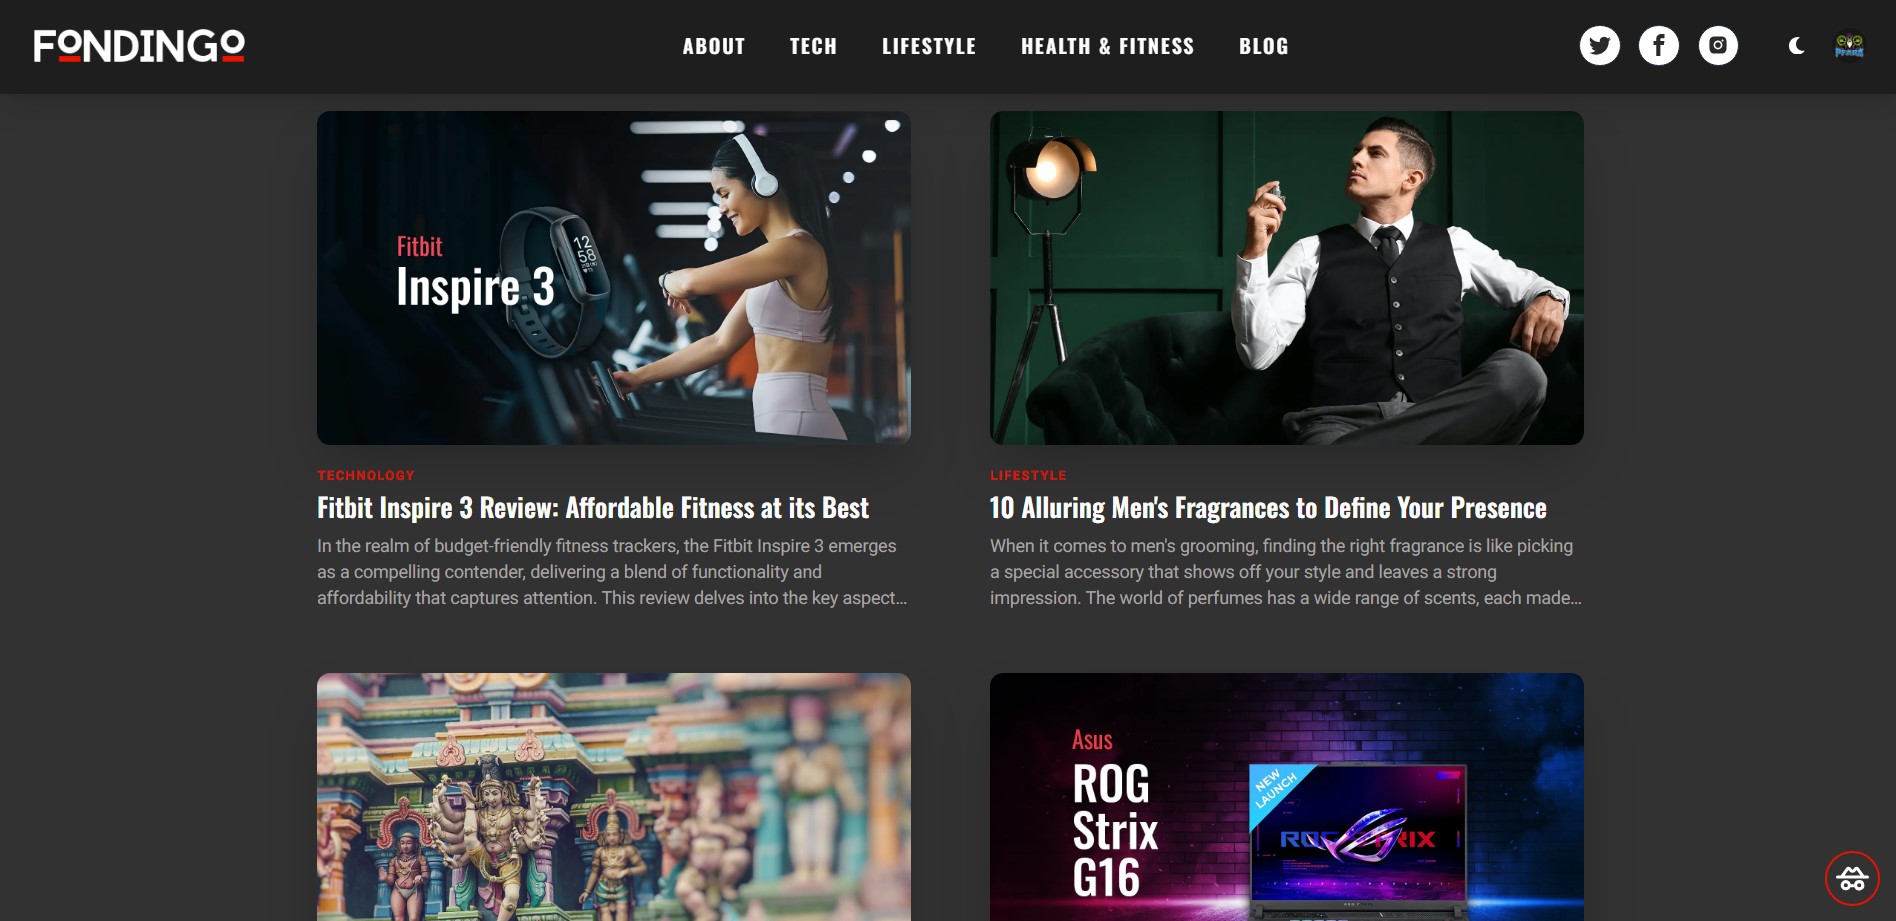 FONDINGO
ABOUT TECH LIFESTYLE HEALTH & FITNESS BLOG
Fitbit
Inspire 3
12
58
TECHNOLOGY
Fitbit Inspire 3 Review: Affordable Fitness at its Best
In the realm of budget-friendly fitness trackers, the Fitbit Inspire 3 emerges
as a compelling contender, delivering a blend of functionality and
affordability that captures attention. This review delves into the key aspect...
LIFESTYLE
10 Alluring Men's Fragrances to Define Your Presence
When it comes to men's grooming, finding the right fragrance is like picking
a special accessory that shows off your style and leaves a strong
impression. The world of perfumes has a wide range of scents, each made...
Asus
ROG
Strix
G16
NEW
LAUNCH